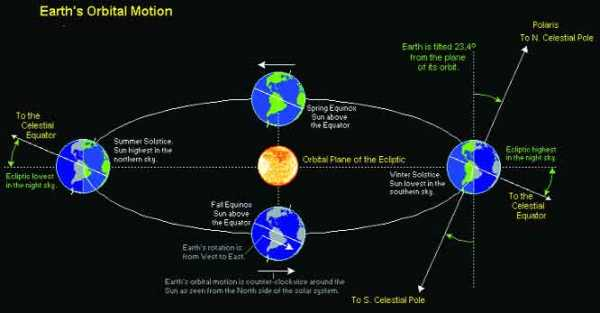 Earth's Orbital Motion
Polaris
To N. Celestial Pole
Earth is tilted 23.4°
from the plane
of its orbit.
Spring Equinox
Sun above
the Equator
To the
Celestial
Equator
Summer Solstice.
Sun highest in the
northern sky.
Ecliptic lowest
in the night sky.
Orbital Plane of the Ecliptic
Ecliptic highest
in the night sky.
Winter Solstice.
Sun lowest in the
southern sky.
To the
Celestial
Equator
Fall Equinox
Sun above
the Equator
Earth's rotation is
from West to East.
Earth's orbital motion is counter-clockwise around the
Sun as seen from the North side of the solar system.
To S. Celestial Pole